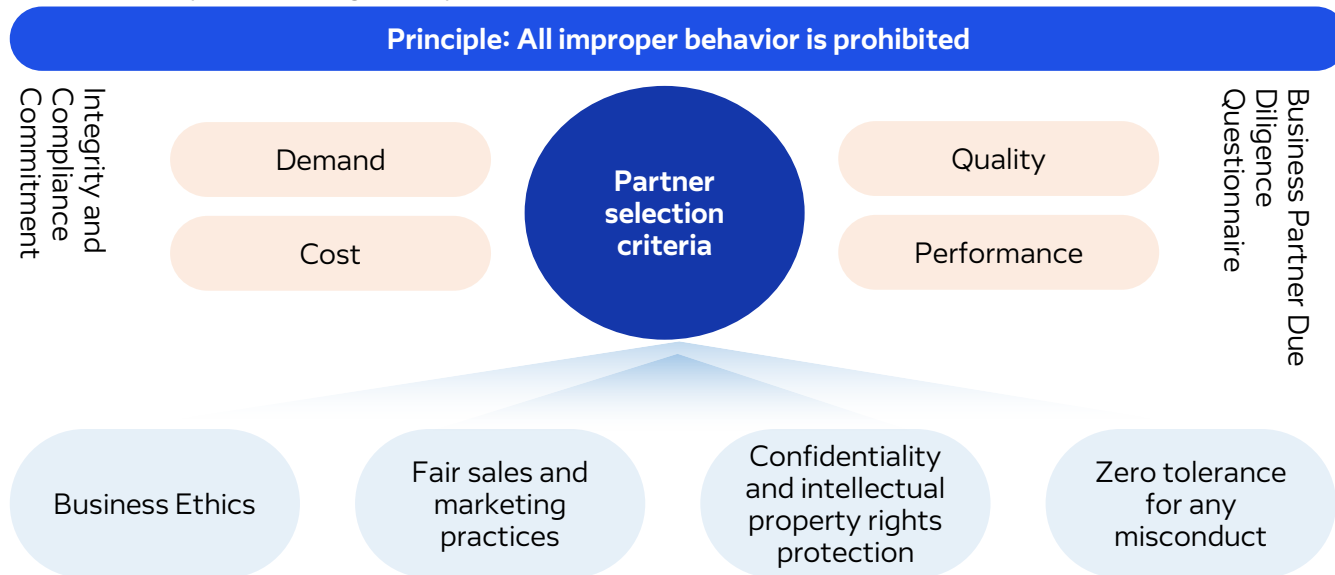 Principle: All improper behavior is prohibited
Integrity and
Compliance
Commitment
Demand
Cost
Partner
selection
criteria
Quality
Performance
Business Partner Due
Diligence
Questionnaire
Business Ethics
Fair sales and
marketing
practices
Confidentiality
and intellectual
property rights
protection
Zero tolerance
for any
misconduct